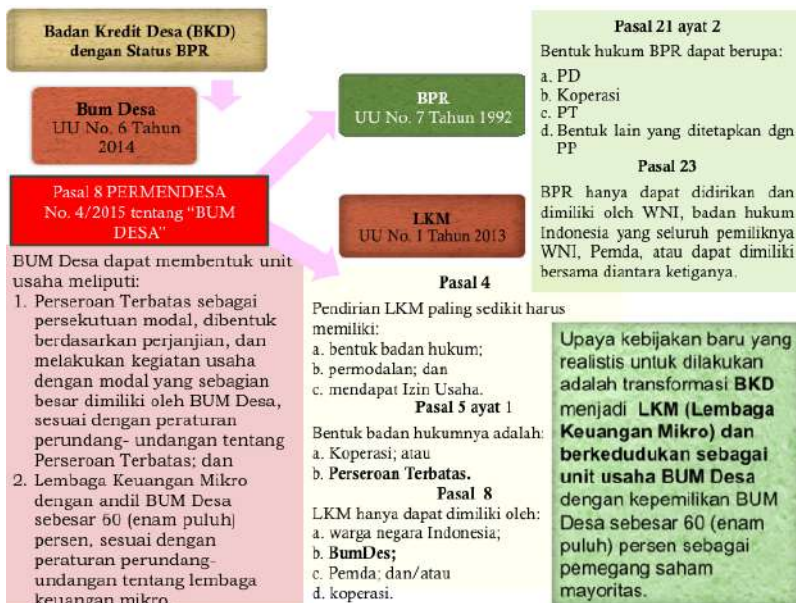 Badan Kredit Desa (BKD)
dengan Status BPR
Bum Desa
UU No. 6 Tahun
2014
Pasal 8 PERMENDESA
No. 4/2015 tentang “BUM
DESA”
BUM Desa dapat membentuk unit
usaha meliputi:
1. Perseroan Terbatas sebagai
persekutuan modal, dibentuk
berdasarkan perjanjian, dan
melakukan kegiatan usaha
dengan modal yang sebagian
besar dimiliki oleh BUM Desa,
sesuai dengan peraturan
perundang- undangan tentang
Perseroan Terbatas; dan
2. Lembaga Keuangan Mikro
dengan andil BUM Desa
sebesar 60 (enam puluh)
persen, sesuai dengan
peraturan perundang-
undangan tentang lembaga
keuangan mikro
BPR
UU No. 7 Tahun 1992
LKM
UU No. 1 Tahun 2013
Pasal 4
Pendirian LKM paling sedikit harus
memiliki:
a. bentuk badan hukum;
b. permodalan; dan
c. mendapat Izin Usaha.
Pasal 5 ayat 1
Bentuk badan hukumnya adalah:
a. Koperasi; atau
b. Perseroan Terbatas.
Pasal 8
LKM hanya dapat dimiliki oleh:
a. warga negara Indonesia;
b. BumDes;
c. Pemda; dan/atau
d. koperasi.
Pasal 21 ayat 2
Bentuk hukum BPR dapat berupa:
a. PD
b. Koperasi
c. PT
d. Bentuk lain yang ditetapkan dgn
PP
Pasal 23
BPR hanya dapat didirikan dan
dimiliki oleh WNI, badan hukum
Indonesia yang seluruh pemiliknya
WNI, Pemda, atau dapat dimiliki
bersama diantara ketiganya.
Upaya kebijakan baru yang
realistis untuk dilakukan
adalah transformasi BKD
menjadi LKM (Lembaga
Keuangan Mikro) dan
berkedudukan sebagai
unit usaha BUM Desa
dengan kepemilikan BUM
Desa sebesar 60 (enam
puluh) persen sebagai
pemegang saham
mayoritas.